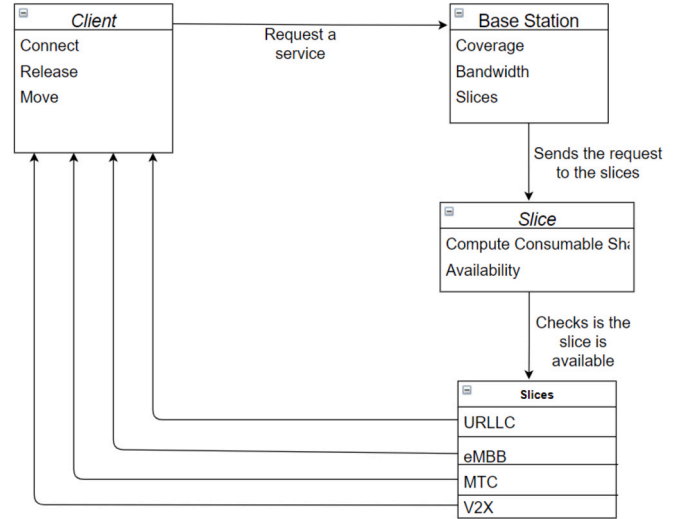 Client
Connect
Release
Move
Request a
service
Base Station
Coverage
Bandwidth
Slices
Sends the request
to the slices
Slice
Compute Consumable Sha
Availability
Checks is the
slice is
available
Slices
URLLC
eMBB
MTC
V2X